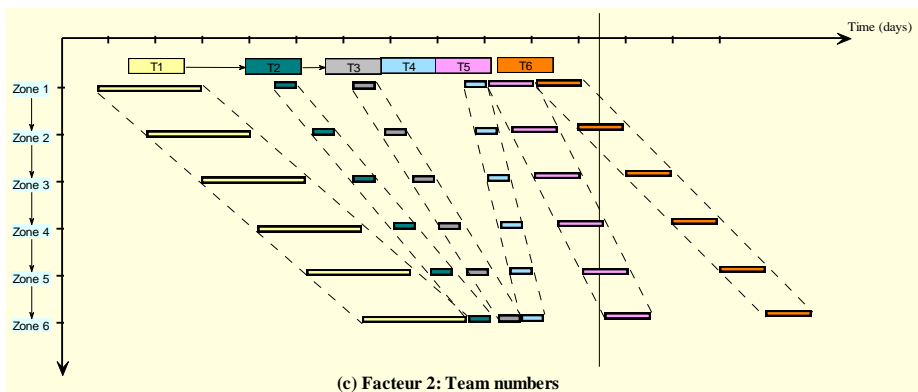 Time (days)
T1 T2 T3 T4 T5 T6
Zone 1
Zone 2
Zone 3
Zone 4
Zone 5
Zone 6
(c) Facteur 2: Team numbers